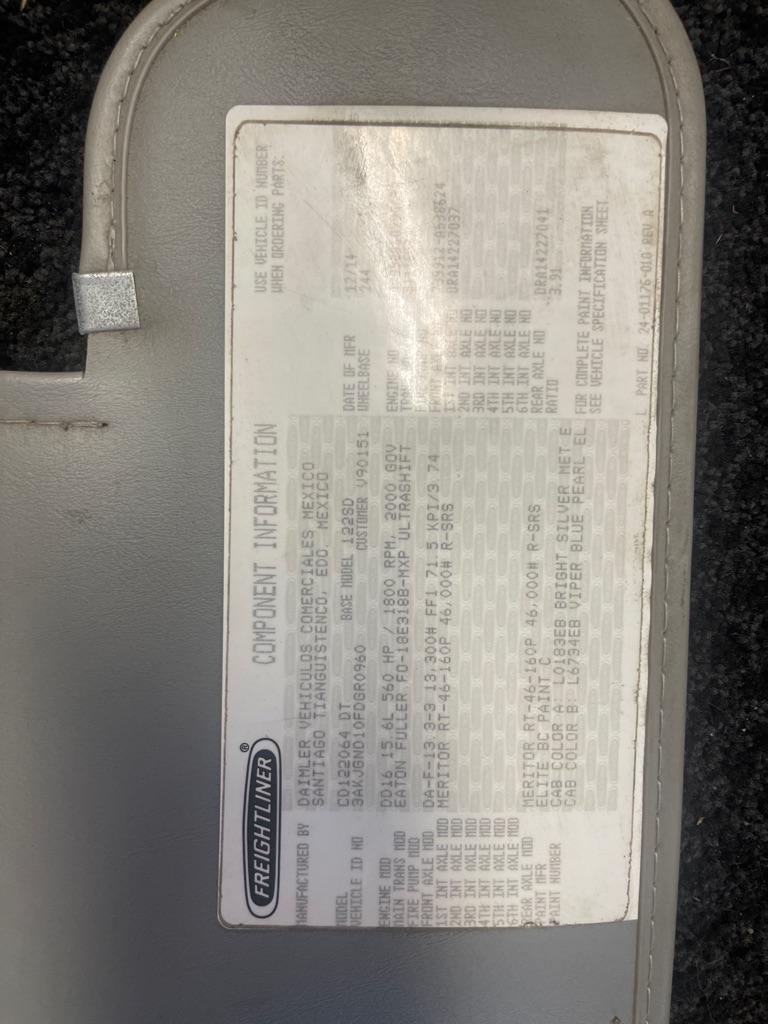 FREIGHTLINER®
COMPONENT INFORMATION
USE VEHICLE ID NUMBER
WHEN ORDERING PARTS.
MANUFACTURED BY DAIMLER VEHICULOS COMERCIALES MEXICO
SANTIAGO TIANGUISTENCO, EDO. MEXICO
MODEL CD122064 DT BASE MODEL 122SD DATE OF MFR 12/14
VEHICLE ID NO 3AKJGND10FDGR0960 CUSTOMER V90151 WHEELBASE 244
ENGINE MOD DD16 15.6L 560 HP / 1800 RPM, 2000 GOV ENGINE NO
MAIN TRANS MOD EATON FULLER FO-18E318B-MXP ULTRASHIFT
FIRE PUMP MOD
FRONT AXLE MOD DA-F-13.3-3 13,300# FF1 71.5 KPI/3.74
1ST INT AXLE MOD MERITOR RT-46-160P 46,000# R-SRS 1ST INT AXLE NO URA14227037
2ND INT AXLE MOD 2ND INT AXLE NO
3RD INT AXLE MOD 3RD INT AXLE NO
4TH INT AXLE MOD 4TH INT AXLE NO
5TH INT AXLE MOD 5TH INT AXLE NO
6TH INT AXLE MOD 6TH INT AXLE NO
REAR AXLE MOD MERITOR RT-46-160P 46,000# R-SRS REAR AXLE NO URA14227041
PAINT MFR ELITE BC PAINT C RATIO 3.91
PAINT NUMBER CAB COLOR A: L0183EB BRIGHT SILVER MET E FOR COMPLETE PAINT INFORMATION
CAB COLOR B: L6734EB VIPER BLUE PEARL EL SEE VEHICLE SPECIFICATION SHEET.
PART NO. 24-01176-010 REV A